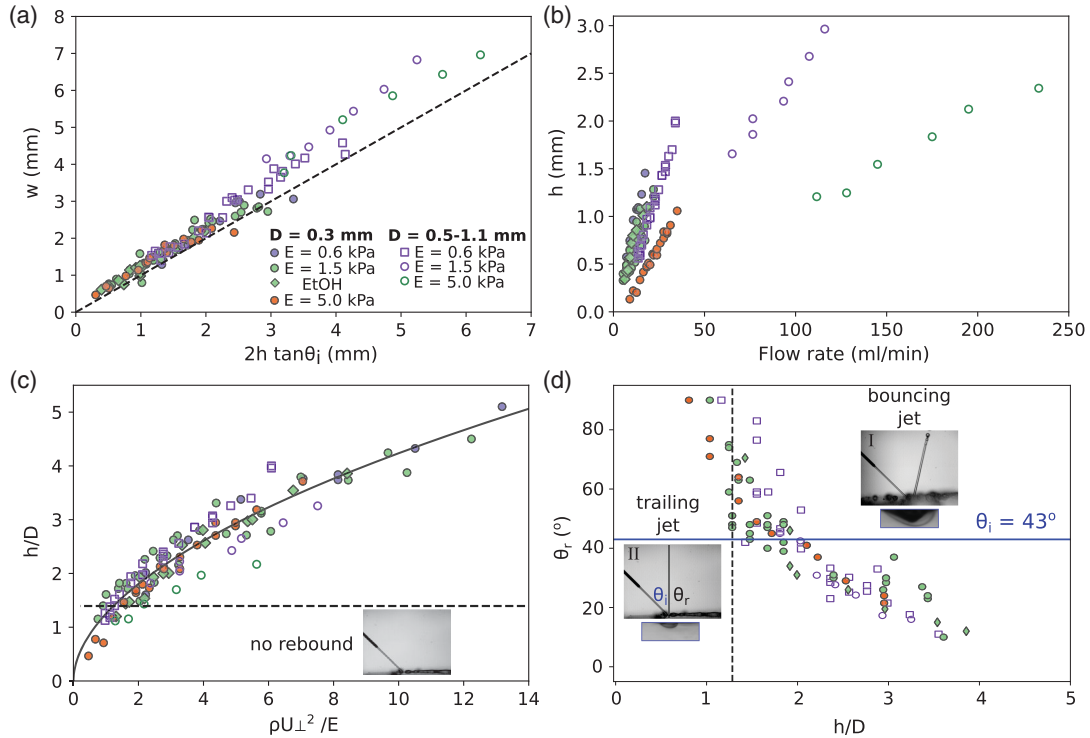 (a)
8
7
6
5
4
3
2
1
0
w (mm)
0 1 2 3 4 5 6 7
2h tanθi (mm)
D = 0.3 mm D = 0.5-1.1 mm
E = 0.6 kPa E = 0.6 kPa
E = 1.5 kPa E = 1.5 kPa
EtOH E = 5.0 kPa
E = 5.0 kPa
(b)
3.0
2.5
2.0
1.5
1.0
0.5
0.0
h (mm)
0 50 100 150 200 250
Flow rate (ml/min)
(c)
5
4
3
2
1
0
h/D
0 2 4 6 8 10 12 14
ρU⊥² /E
no rebound
(d)
80
60
40
20
0
θr (°)
0 1 2 3 4 5
h/D
bouncing
jet
I
trailing
jet
θi = 43°
II
θi θr